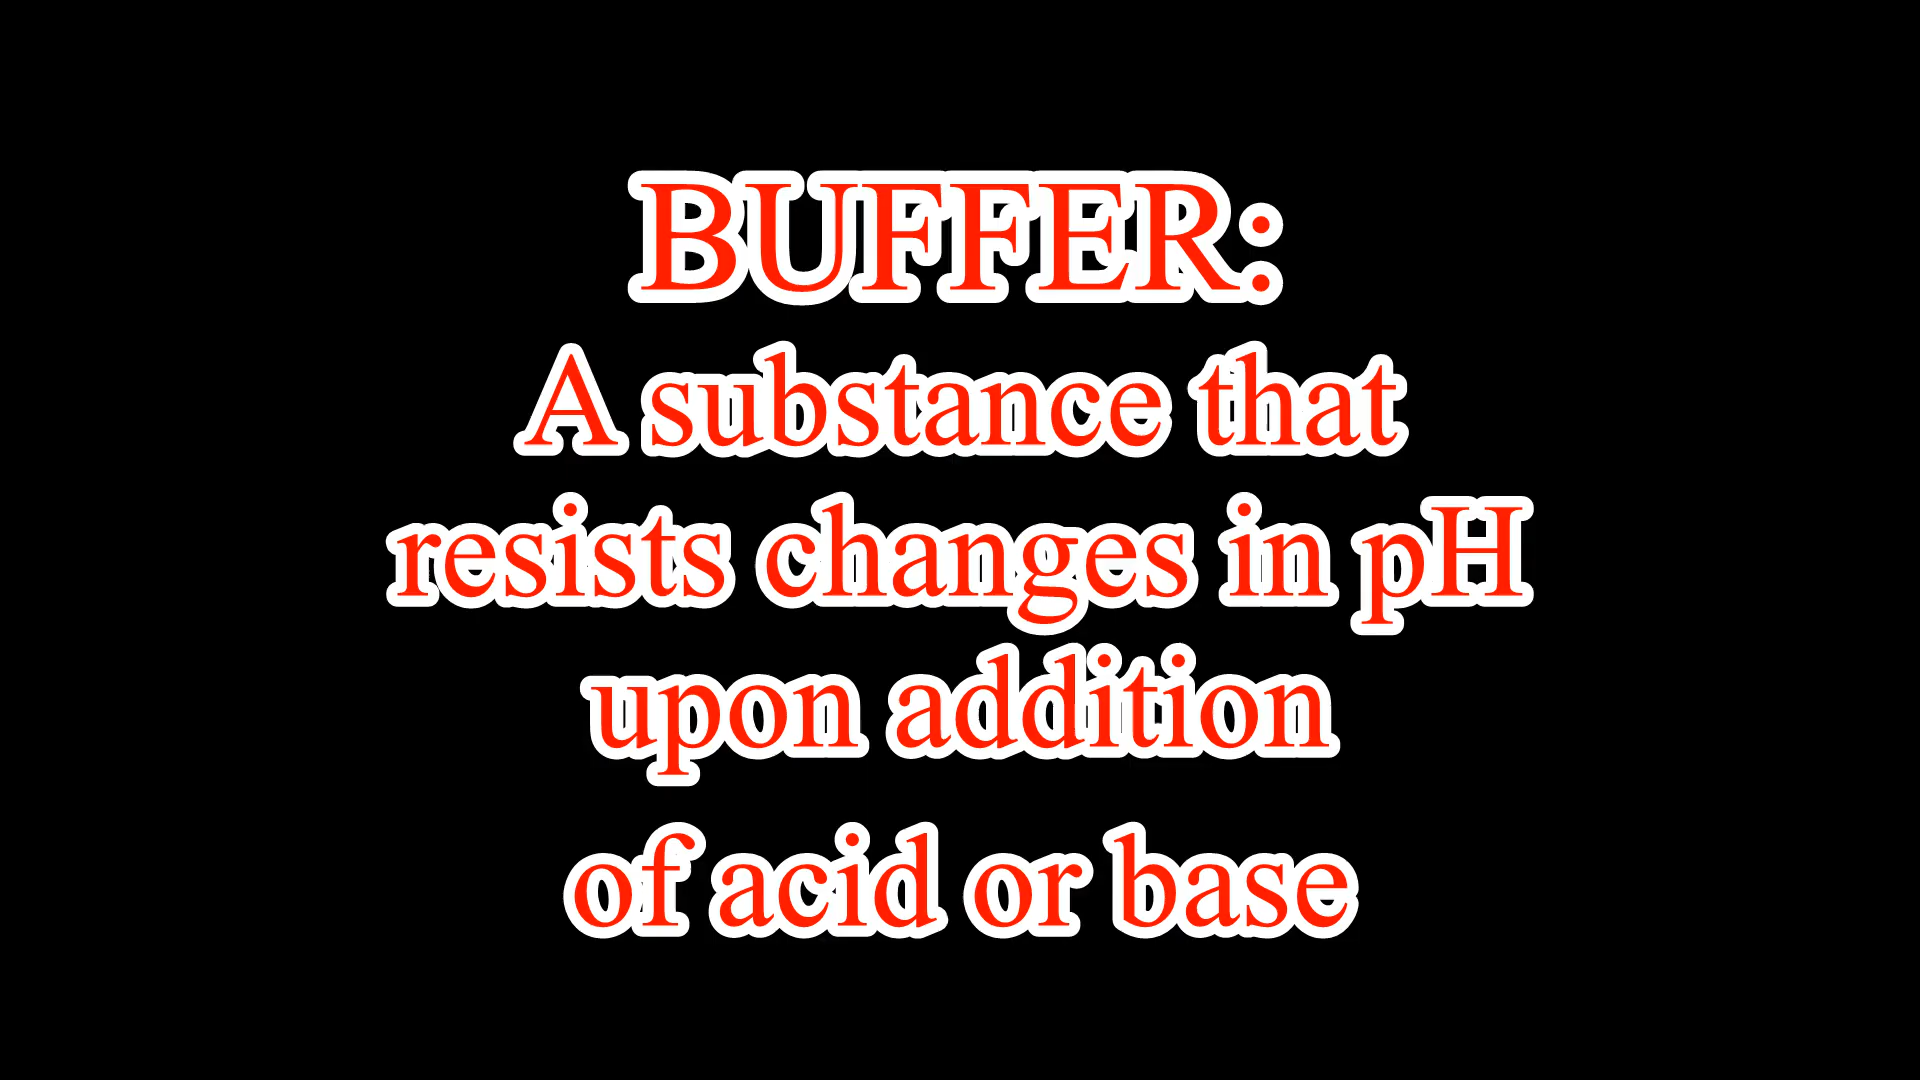 BUFFER:
A substance that
resists changes in pH
upon addition
of acid or base